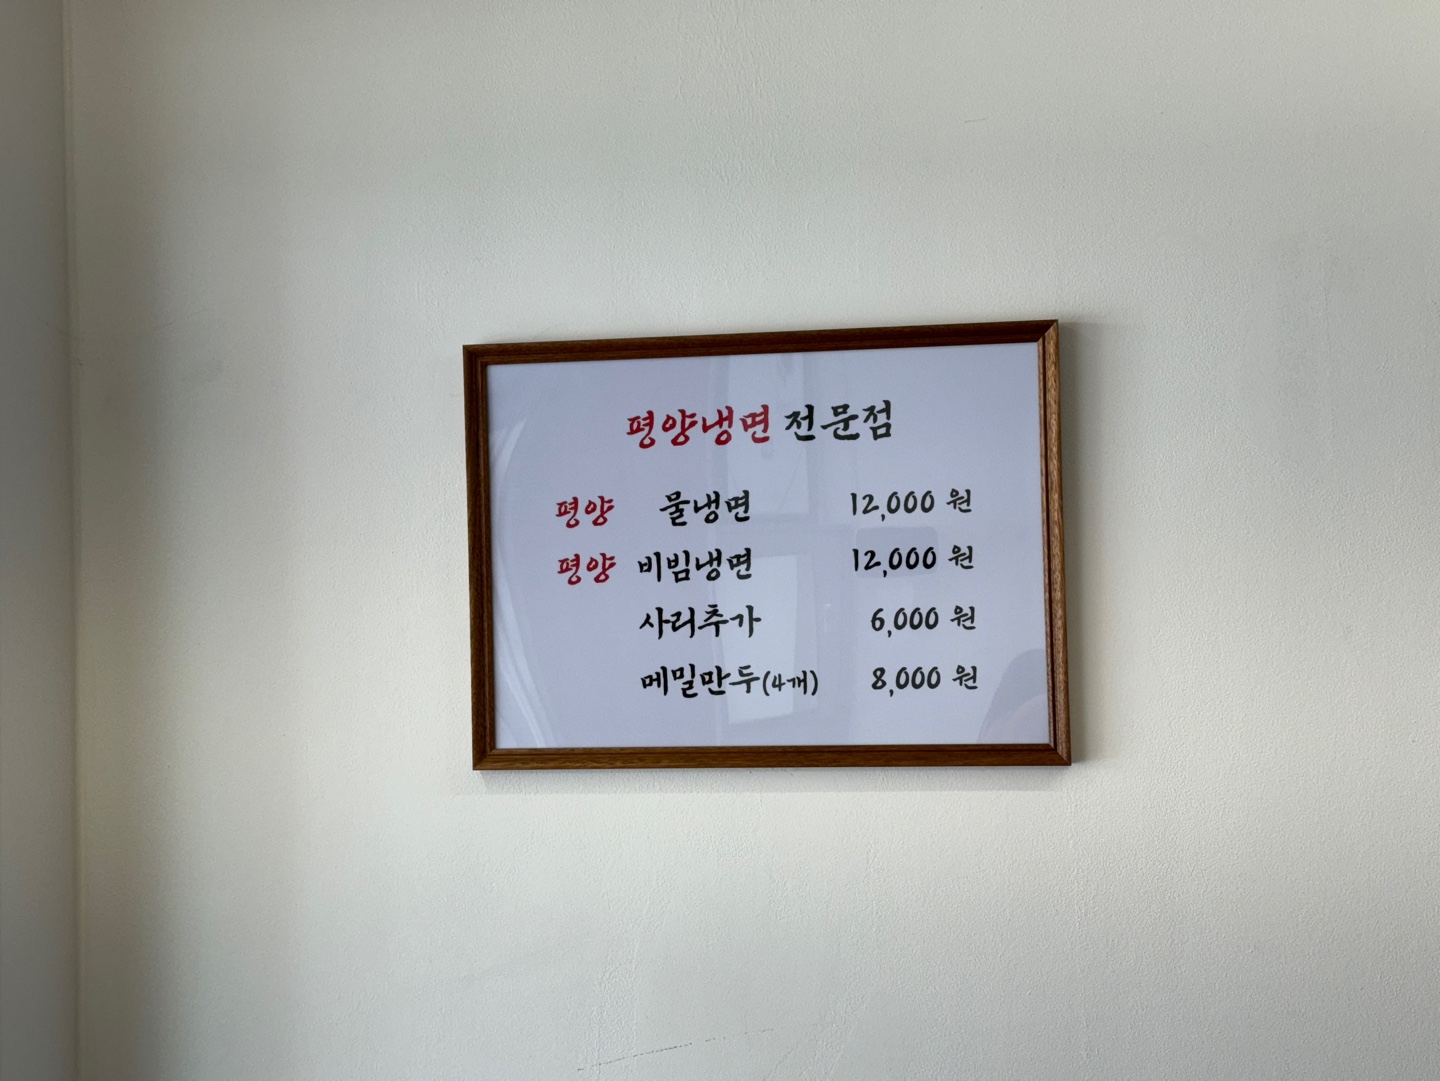 평양냉면 전문점
평양 물냉면 12,000 원
평양 비빔냉면 12,000 원
사리추가 6,000 원
메밀만두(4개) 8,000 원